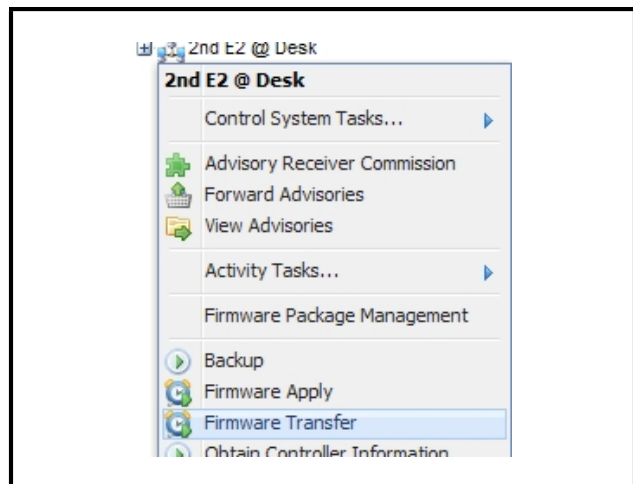 2nd E2 @ Desk
2nd E2 @ Desk
Control System Tasks...
Advisory Receiver Commission
Forward Advisories
View Advisories
Activity Tasks...
Firmware Package Management
Backup
Firmware Apply
Firmware Transfer
Obtain Controller Information